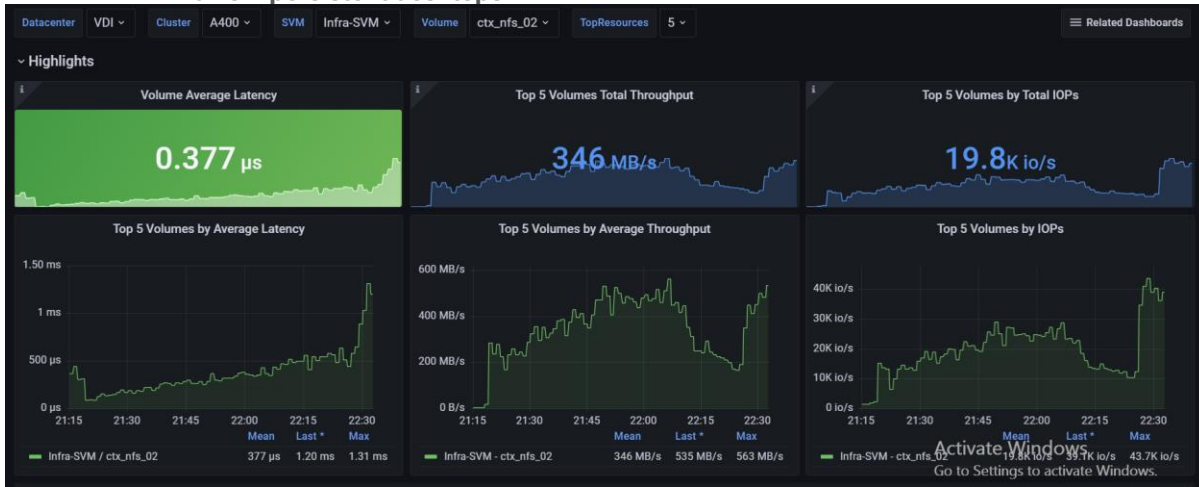 Datacenter VDI Cluster A400 SVM Infra-SVM Volume ctx_nfs_02 TopResources 5 Related Dashboards
Highlights
Volume Average Latency
0.377 µs
Top 5 Volumes Total Throughput
346 MB/s
Top 5 Volumes by Total IOPs
19.8K io/s
Top 5 Volumes by Average Latency
1.50 ms
1 ms
500 µs
0 µs
21:15 21:30 21:45 22:00 22:15 22:30
Mean Last * Max
Infra-SVM / ctx_nfs_02 377 µs 1.20 ms 1.31 ms
Top 5 Volumes by Average Throughput
600 MB/s
400 MB/s
200 MB/s
0 B/s
21:15 21:30 21:45 22:00 22:15 22:30
Mean Last * Max
Infra-SVM - ctx_nfs_02 346 MB/s 535 MB/s 563 MB/s
Top 5 Volumes by IOPs
40K io/s
30K io/s
20K io/s
10K io/s
0 io/s
21:15 21:30 21:45 22:00 22:15 22:30
Mean Last * Max
Infra-SVM - ctx_nfs_02 19.8K io/s 39.1K io/s 43.7K io/s
Activate Windows
Go to Settings to activate Windows.